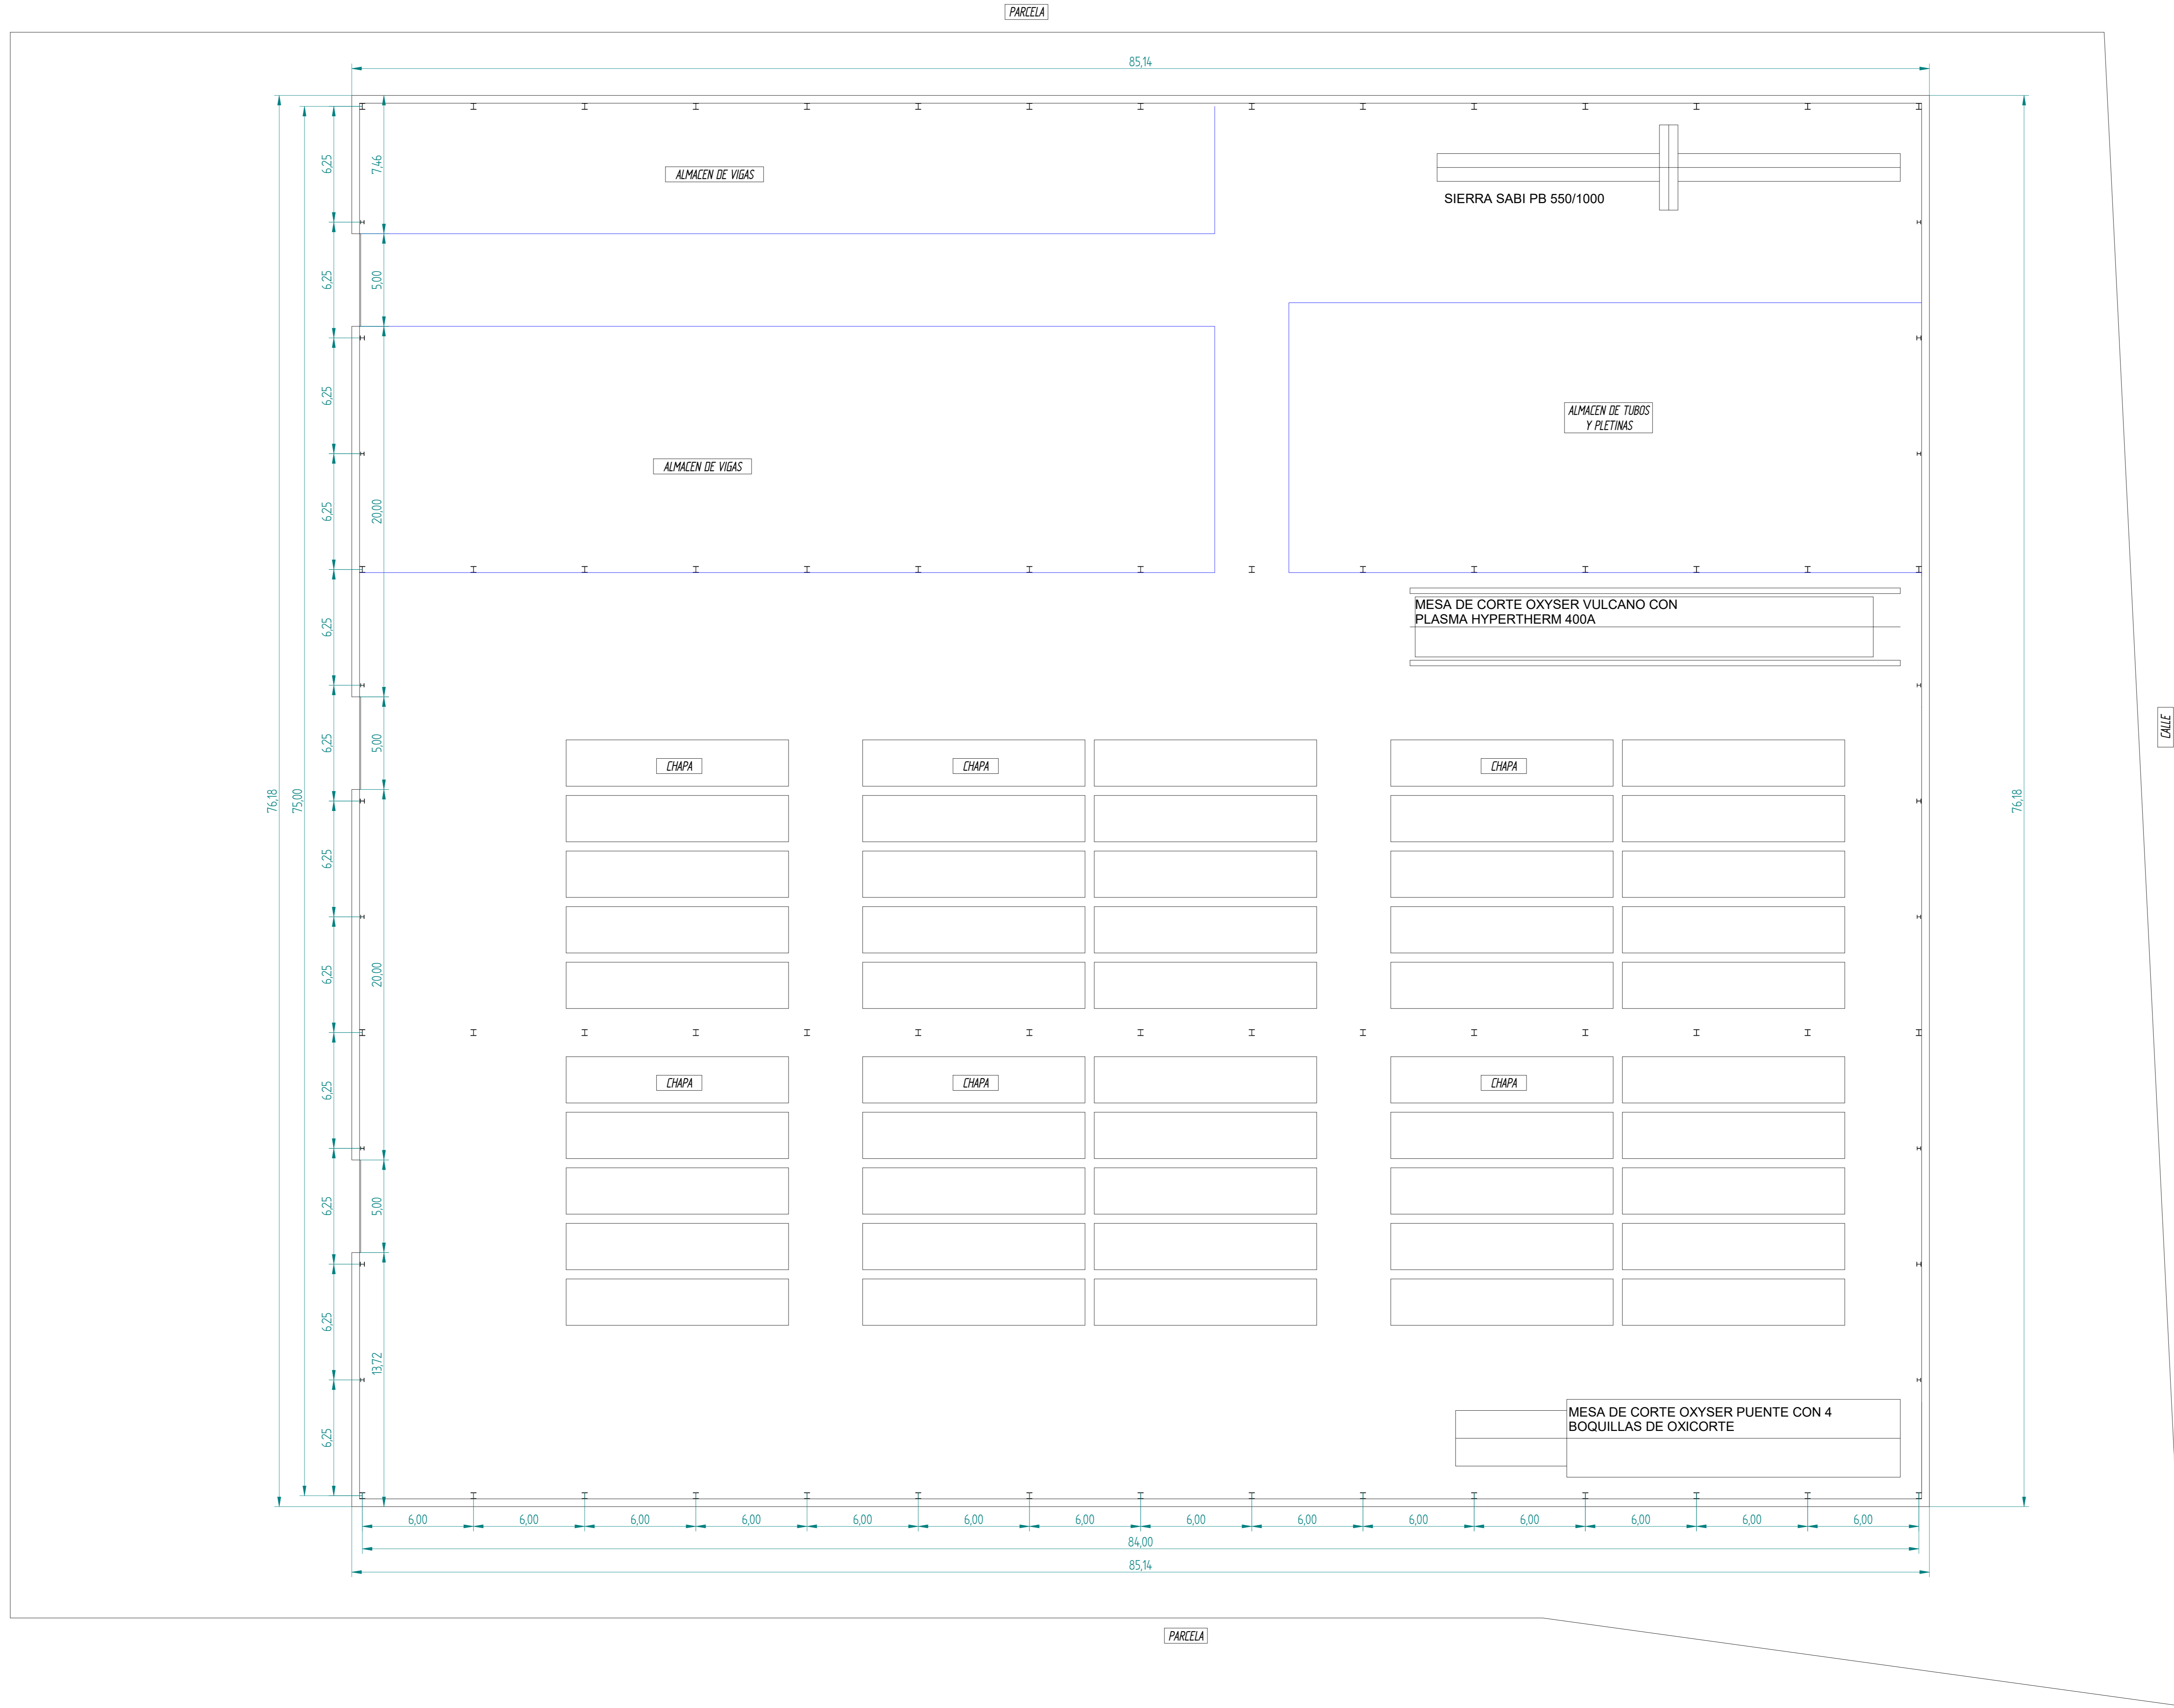 PARCELA
85,14
6,25
7,46
ALMACEN DE VIGAS
SIERRA SABI PB 550/1000
6,25
5,00
6,25
ALMACEN DE TUBOS
Y PLETINAS
ALMACEN DE VIGAS
6,25
20,00
MESA DE CORTE OXYSER VULCANO CON
PLASMA HYPERTHERM 400A
6,25
CALLE
6,25
5,00
CHAPA
CHAPA
CHAPA
76,18
75,00
76,18
6,25
6,25
20,00
6,25
CHAPA
CHAPA
CHAPA
6,25
5,00
6,25
13,72
MESA DE CORTE OXYSER PUENTE CON 4
BOQUILLAS DE OXICORTE
6,25
6,00
6,00
6,00
6,00
6,00
6,00
6,00
6,00
6,00
6,00
6,00
6,00
6,00
6,00
84,00
85,14
PARCELA